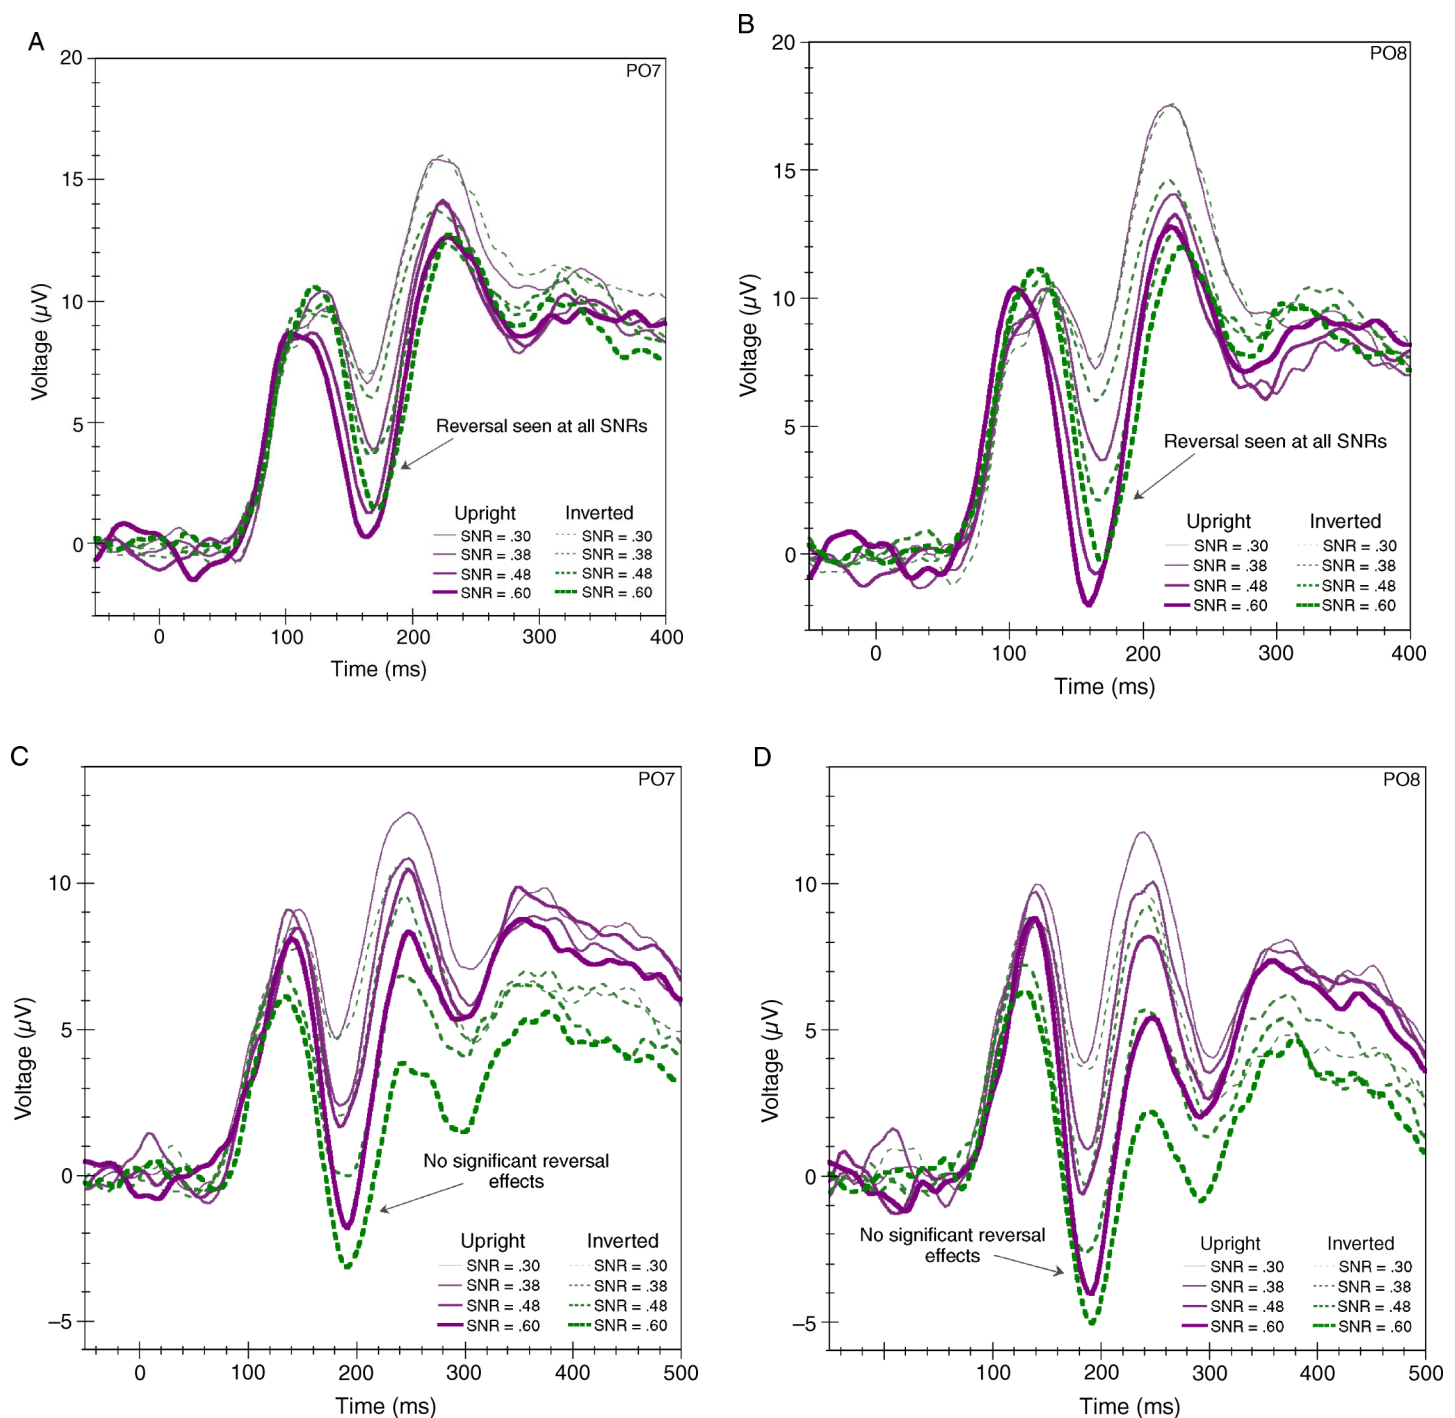 A
PO7
20
15
10
5
0
Voltage (µV)
Reversal seen at all SNRs
Upright Inverted
SNR = .30 SNR = .30
SNR = .38 SNR = .38
SNR = .48 SNR = .48
SNR = .60 SNR = .60
0 100 200 300 400
Time (ms)
B
PO8
20
15
10
5
0
Voltage (µV)
Reversal seen at all SNRs
Upright Inverted
SNR = .30 SNR = .30
SNR = .38 SNR = .38
SNR = .48 SNR = .48
SNR = .60 SNR = .60
0 100 200 300 400
Time (ms)
C
PO7
10
5
0
–5
Voltage (µV)
No significant reversal
effects
Upright Inverted
SNR = .30 SNR = .30
SNR = .38 SNR = .38
SNR = .48 SNR = .48
SNR = .60 SNR = .60
0 100 200 300 400 500
Time (ms)
D
PO8
10
5
0
–5
Voltage (µV)
No significant reversal
effects
Upright Inverted
SNR = .30 SNR = .30
SNR = .38 SNR = .38
SNR = .48 SNR = .48
SNR = .60 SNR = .60
100 200 300 400 500
Time (ms)